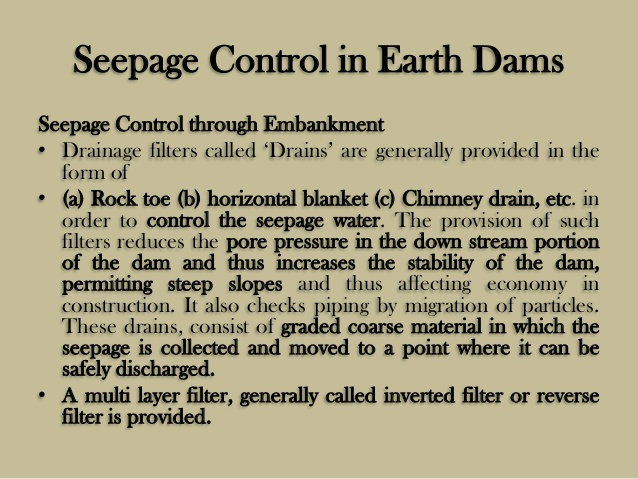 Seepage Control in Earth Dams
Seepage Control through Embankment
• Drainage filters called ‘Drains’ are generally provided in the
form of
• (a) Rock toe (b) horizontal blanket (c) Chimney drain, etc. in
order to control the seepage water. The provision of such
filters reduces the pore pressure in the down stream portion
of the dam and thus increases the stability of the dam,
permitting steep slopes and thus affecting economy in
construction. It also checks piping by migration of particles.
These drains, consist of graded coarse material in which the
seepage is collected and moved to a point where it can be
safely discharged.
• A multi layer filter, generally called inverted filter or reverse
filter is provided.